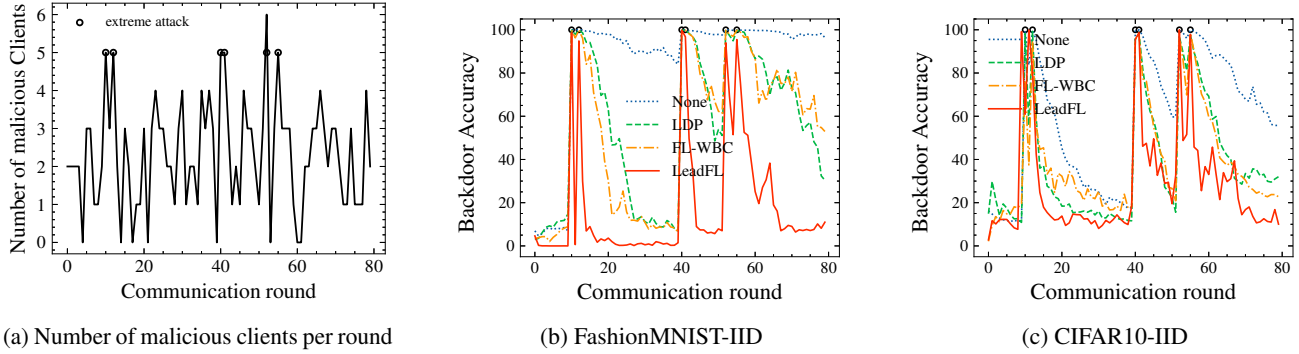 Number of malicious Clients
6
5
4
3
2
1
0
extreme attack
0 20 40 60 80
Communication round
(a) Number of malicious clients per round
Backdoor Accuracy
100
80
60
40
20
0
None
LDP
FL-WBC
LeadFL
0 20 40 60 80
Communication round
(b) FashionMNIST-IID
Backdoor Accuracy
100
80
60
40
20
0
None
LDP
FL-WBC
LeadFL
0 20 40 60 80
Communication round
(c) CIFAR10-IID